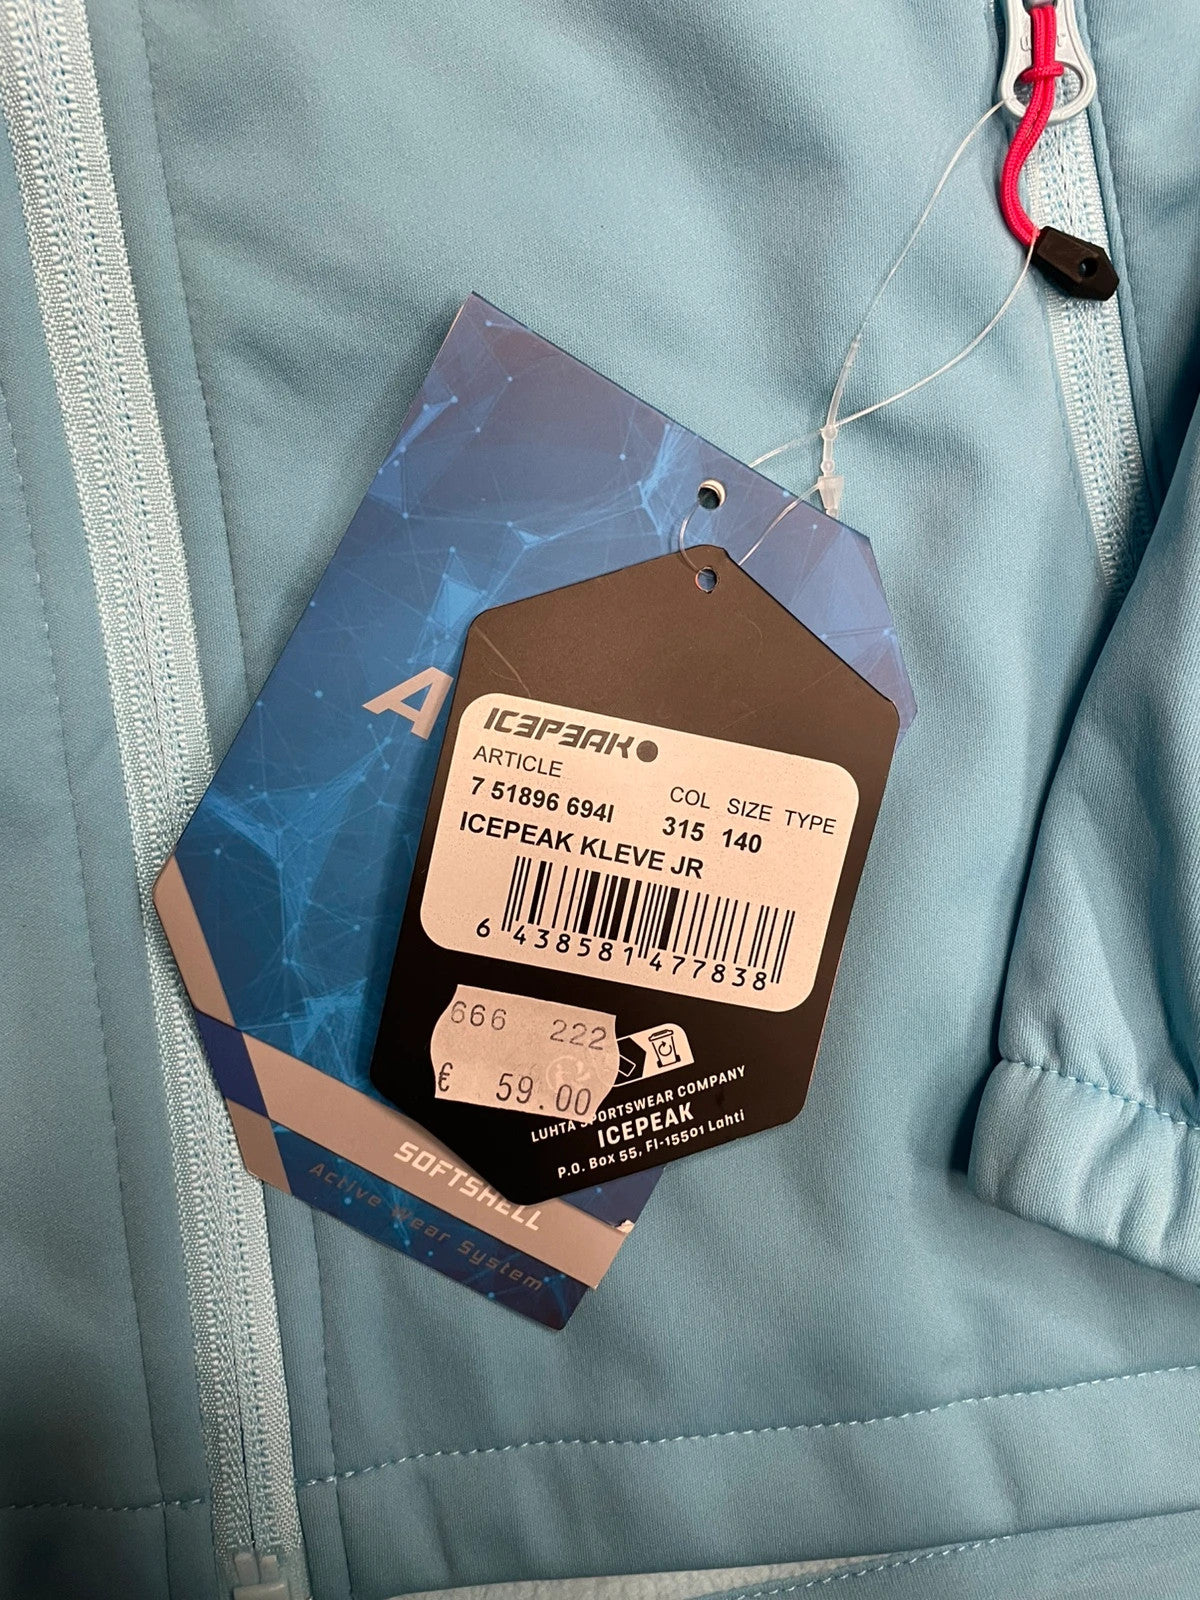 A
ICEPEAK
ARTICLE COL SIZE TYPE
7 51896 694I 315 140
ICEPEAK KLEVE JR
6 438581 477838
666 222
€ 59.00
LUHTA SPORTSWEAR COMPANY
ICEPEAK
P.O. Box 55, FI-15501 Lahti
SOFTSHELL
Active Wear System